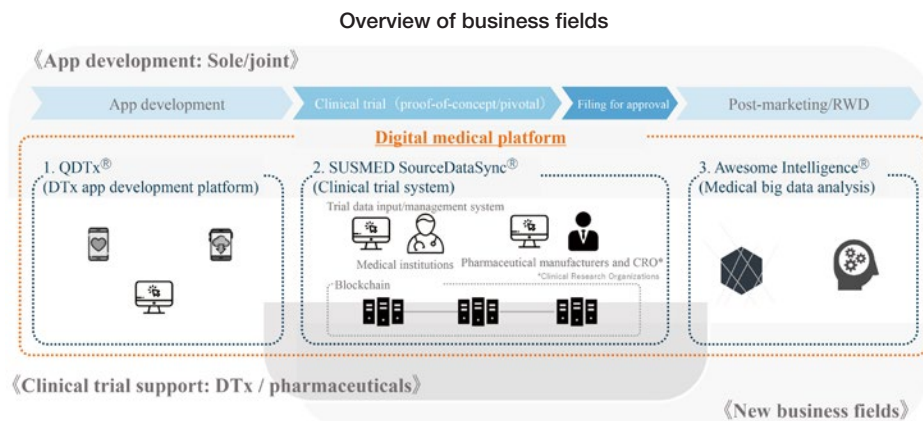 Overview of business fields
《App development: Sole/joint》
App development
Clinical trial（proof-of-concept/pivotal）
Filing for approval
Post-marketing/RWD
Digital medical platform
1. QDTx®
(DTx app development platform)
2. SUSMED SourceDataSync®
(Clinical trial system)
Trial data input/management system
Medical institutions
Pharmaceutical manufacturers and CRO*
*Clinical Research Organizations
Blockchain
3. Awesome Intelligence®
(Medical big data analysis)
《Clinical trial support: DTx / pharmaceuticals》
《New business fields》